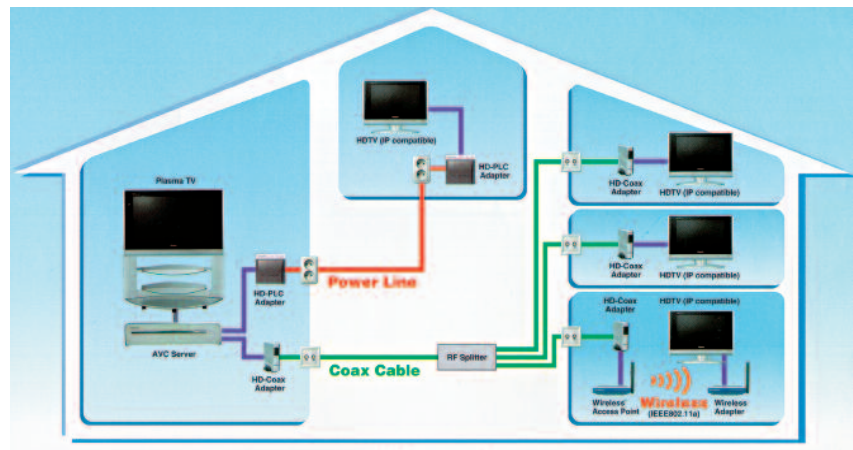 Plasma TV
HD-PLC
Adapter
AVC Server
HD-Coax
Adapter
HDTV (IP compatible)
HD-PLC
Adapter
Power Line
Coax Cable
RF Splitter
HD-Coax
Adapter
HDTV (IP compatible)
HD-Coax
Adapter
HDTV (IP compatible)
HD-Coax
Adapter
HDTV (IP compatible)
Wireless
Access Point
Wireless
(IEEE802.11a)
Wireless
Adapter